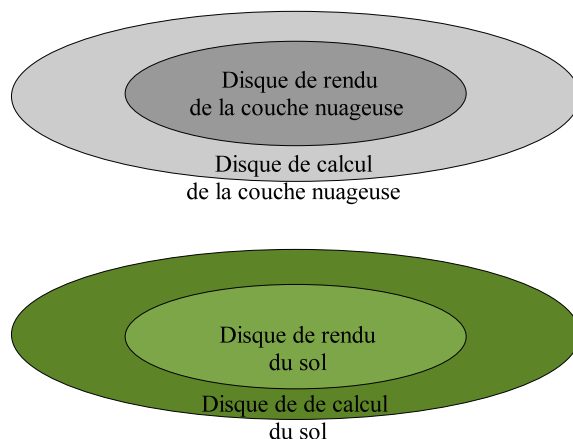 Disque de rendu
de la couche nuageuse
Disque de calcul
de la couche nuageuse
Disque de rendu
du sol
Disque de de calcul
du sol